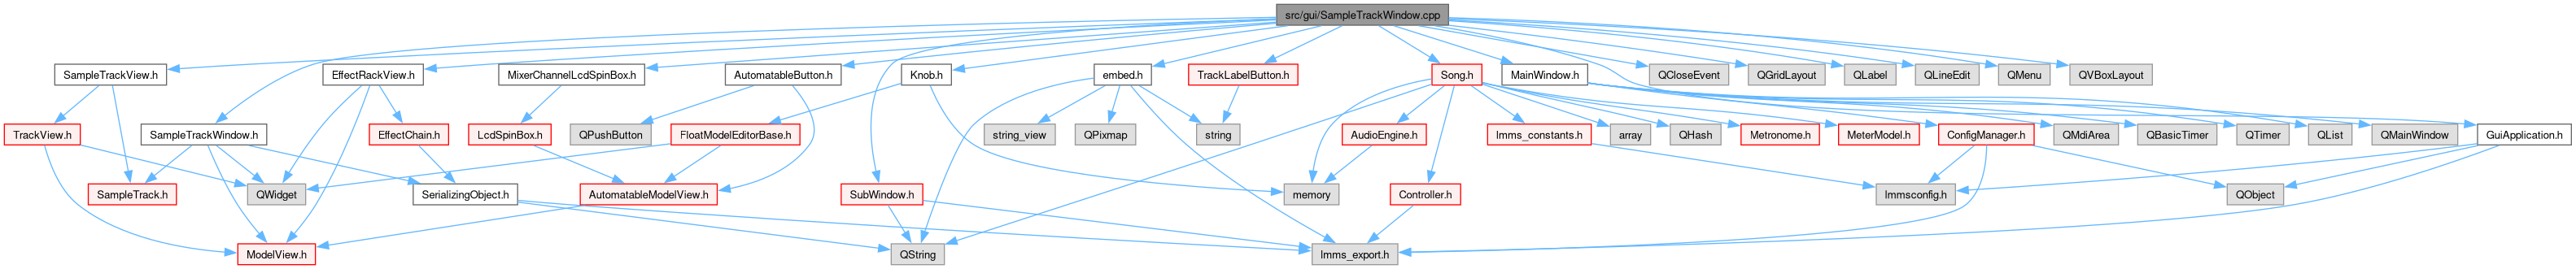 src/gui/SampleTrackWindow.cpp
SampleTrackView.h
EffectRackView.h
MixerChannelLcdSpinBox.h
AutomatableButton.h
Knob.h
embed.h
TrackLabelButton.h
Song.h
MainWindow.h
QCloseEvent
QGridLayout
QLabel
QLineEdit
QMenu
QVBoxLayout
TrackView.h
SampleTrackWindow.h
EffectChain.h
LcdSpinBox.h
QPushButton
FloatModelEditorBase.h
string_view
QPixmap
string
AudioEngine.h
lmms_constants.h
array
QHash
Metronome.h
MeterModel.h
ConfigManager.h
QMdiArea
QBasicTimer
QTimer
QList
QMainWindow
GuiApplication.h
SampleTrack.h
QWidget
SerializingObject.h
AutomatableModelView.h
SubWindow.h
memory
Controller.h
lmmsconfig.h
QObject
ModelView.h
QString
lmms_export.h